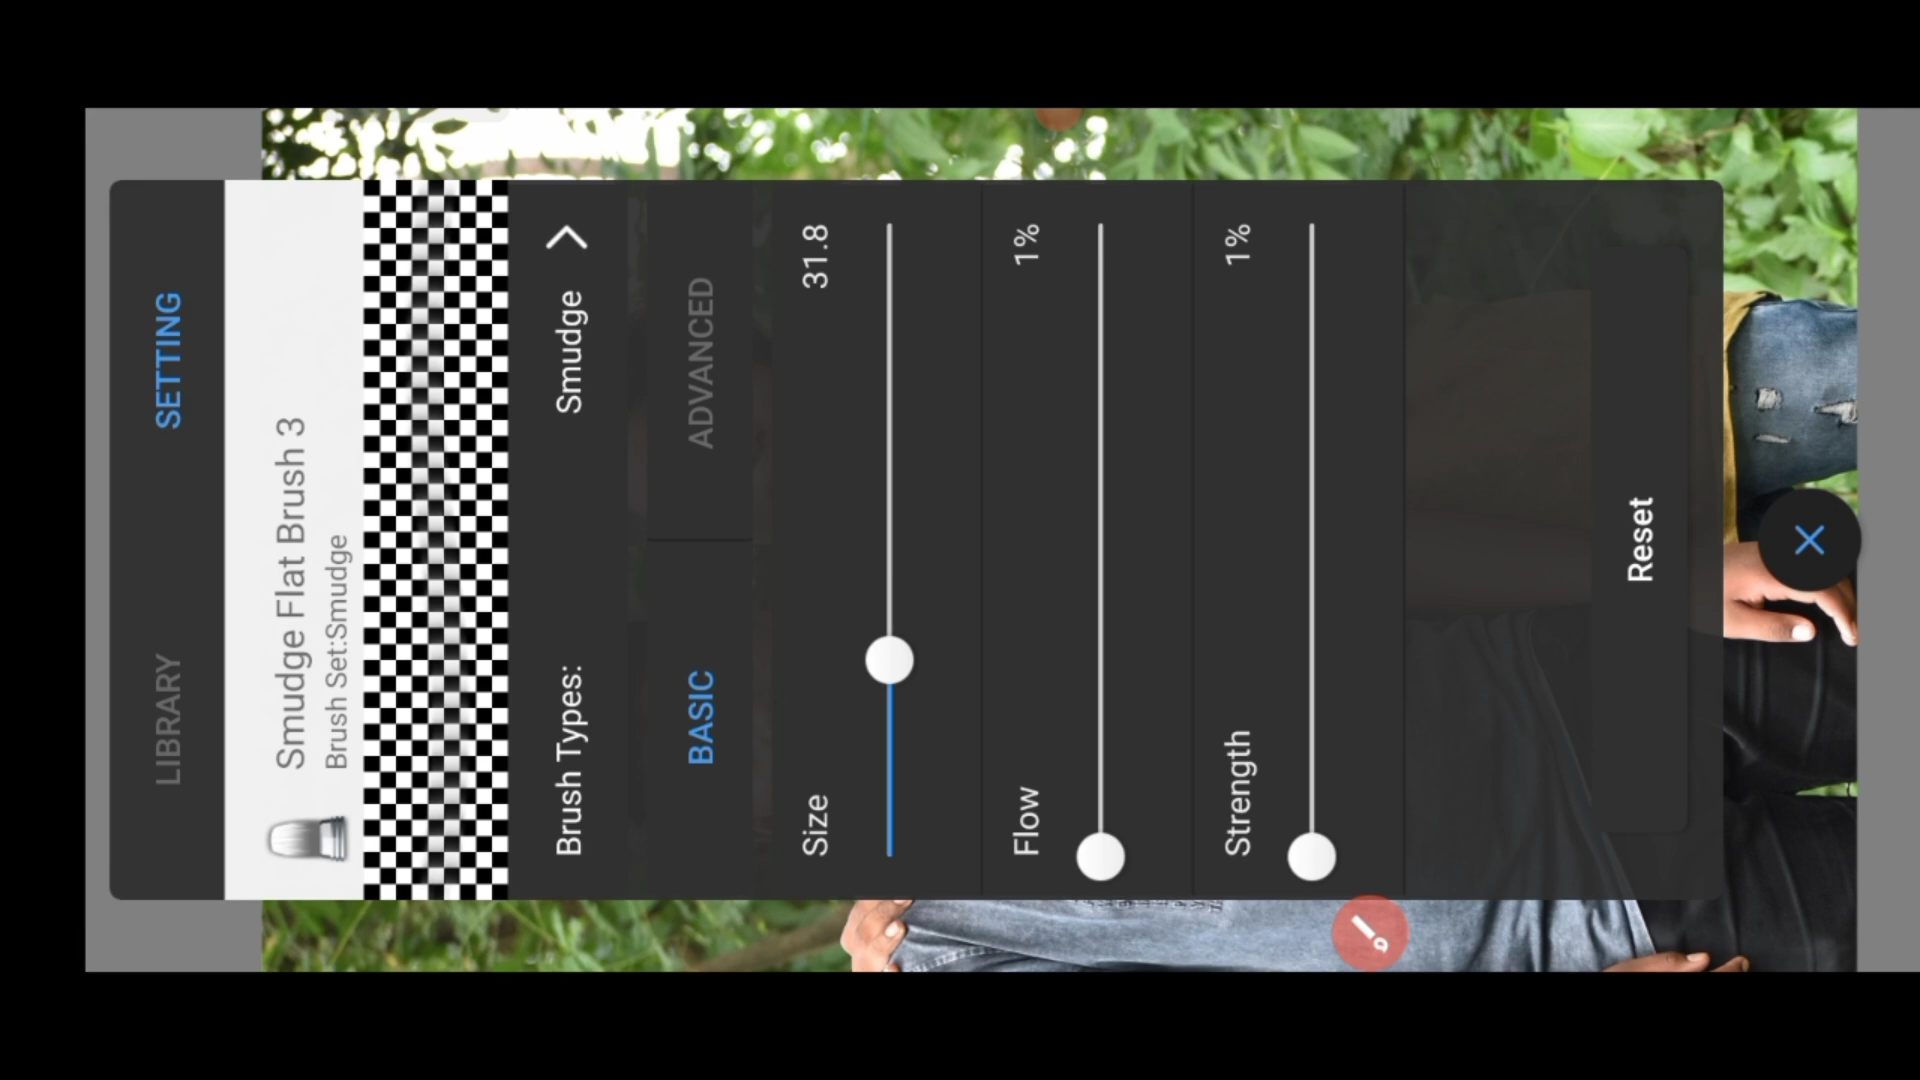 LIBRARY SETTING
Smudge Flat Brush 3
Brush Set:Smudge
Brush Types: Smudge
BASIC ADVANCED
Size 31.8
Flow 1%
Strength 1%
Reset